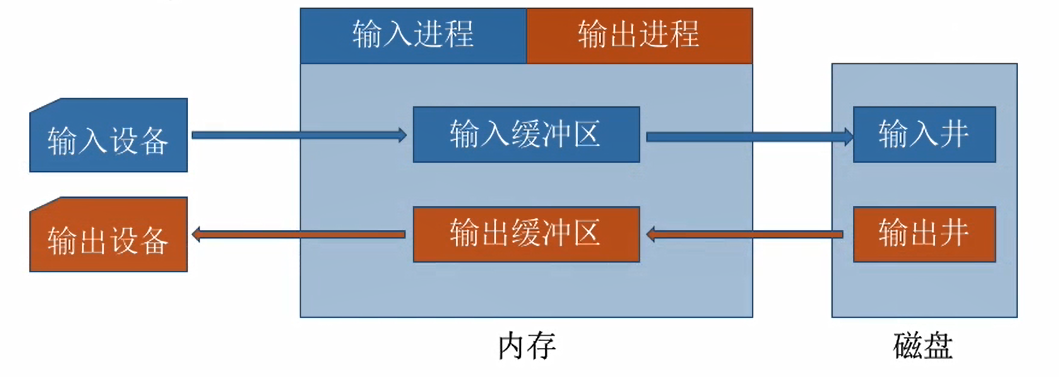 输入进程
输出进程
输入设备
输入缓冲区
输入井
输出设备
输出缓冲区
输出井
内存
磁盘